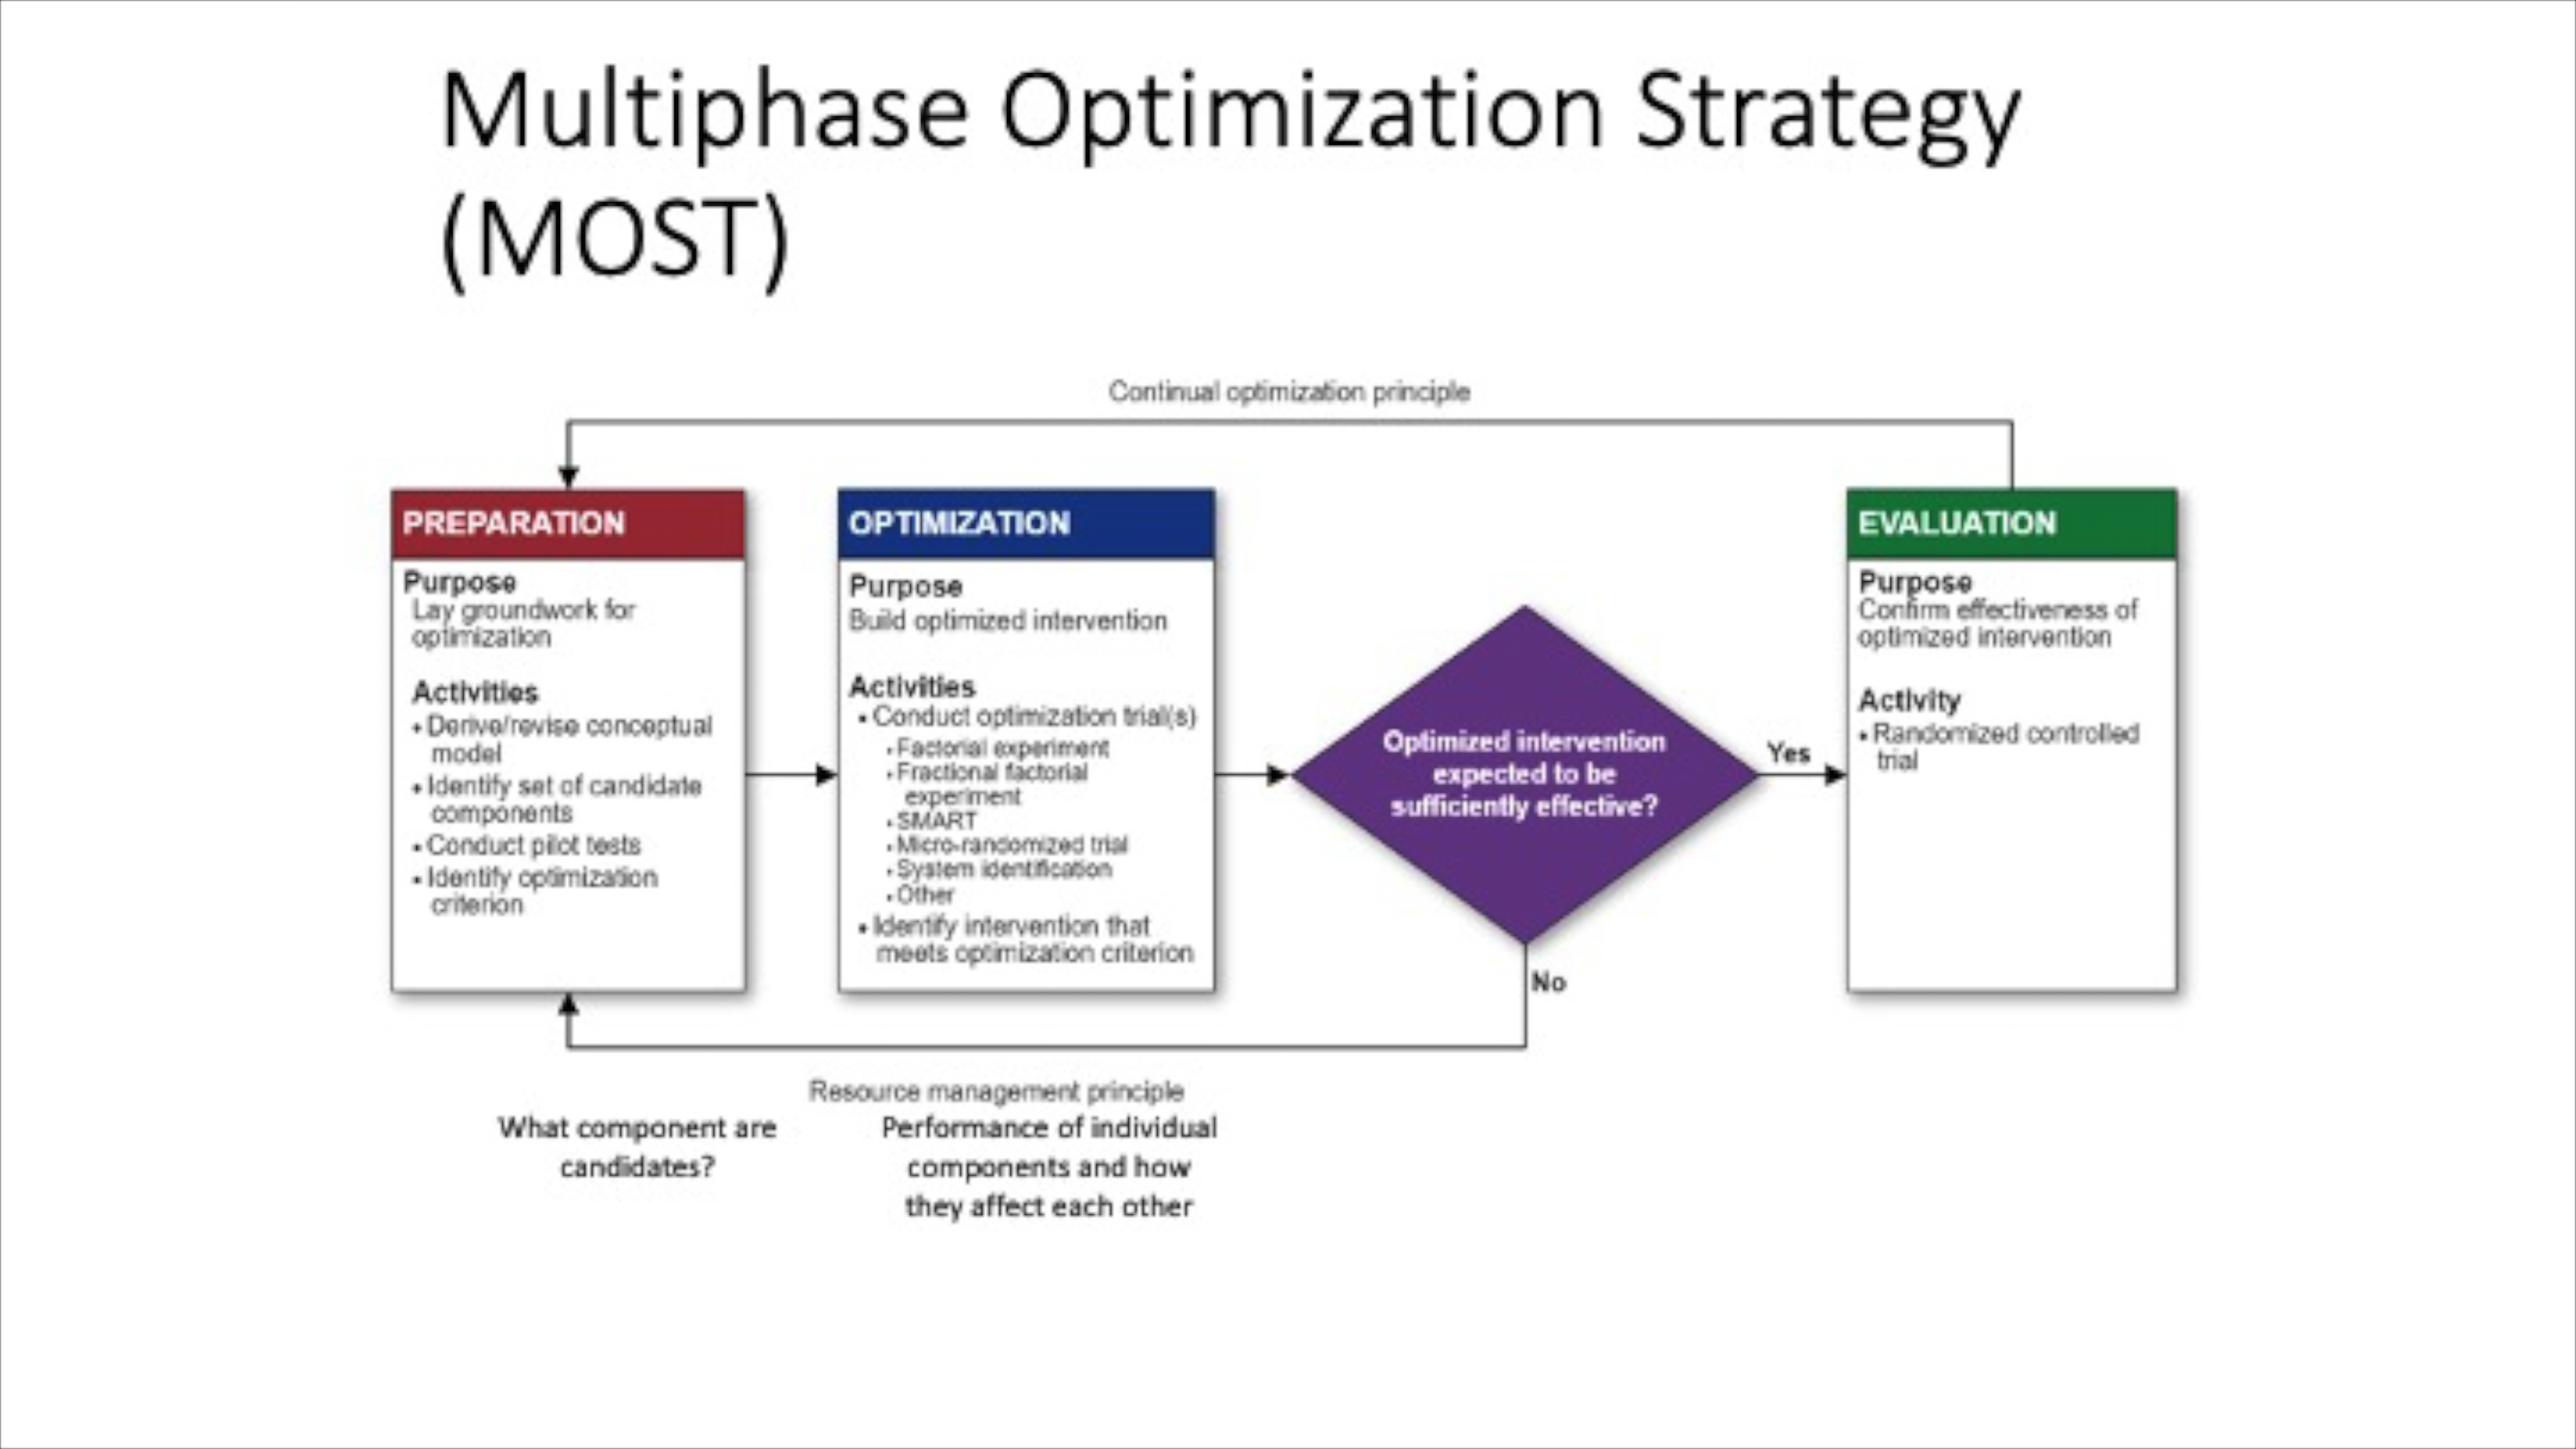 Multiphase Optimization Strategy
(MOST)
Continual optimization principle
PREPARATION
Purpose
Lay groundwork for
optimization
Activities
• Derive/revise conceptual
model
• Identify set of candidate
components
• Conduct pilot tests
• Identify optimization
criterion
OPTIMIZATION
Purpose
Build optimized intervention
Activities
• Conduct optimization trial(s)
• Factorial experiment
• Fractional factorial
experiment
• SMART
• Micro-randomized trial
• System identification
• Other
• Identify intervention that
meets optimization criterion
Optimized intervention
expected to be
sufficiently effective?
Yes
No
EVALUATION
Purpose
Confirm effectiveness of
optimized intervention
Activity
• Randomized controlled
trial
Resource management principle
What component are
candidates?
Performance of individual
components and how
they affect each other